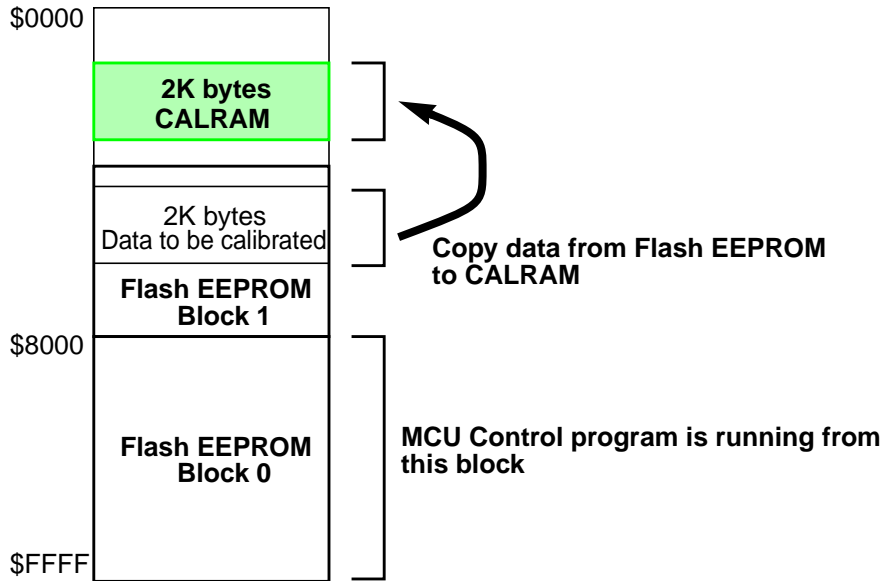 $0000
2K bytes
CALRAM
2K bytes
Data to be calibrated
Copy data from Flash EEPROM
to CALRAM
Flash EEPROM
Block 1
$8000
Flash EEPROM
Block 0
MCU Control program is running from
this block
$FFFF